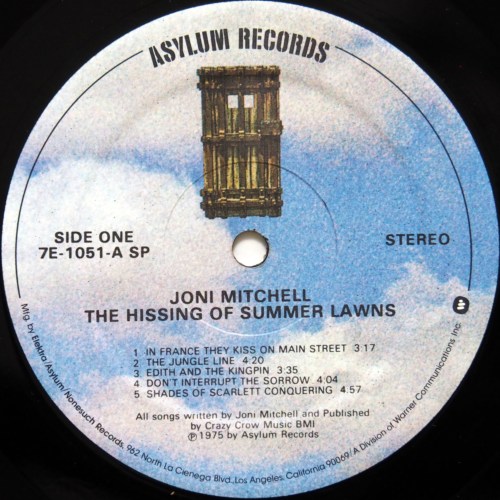 ASYLUM RECORDS
SIDE ONE
7E-1051-A SP
STEREO
JONI MITCHELL
THE HISSING OF SUMMER LAWNS
1 IN FRANCE THEY KISS ON MAIN STREET 3:17
2 THE JUNGLE LINE 4:20
3 EDITH AND THE KINGPIN 3:35
4 DON'T INTERRUPT THE SORROW 4:04
5 SHADES OF SCARLETT CONQUERING 4.57
All songs written by Joni Mitchell and Published
by Crazy Crow Music BMI
℗ 1975 by Asylum Records
Mfg. by Elektra/Asylum/Nonesuch Records, 962 North La Cienega Blvd., Los Angeles, California 90069/A Division of Warner Communications Inc.